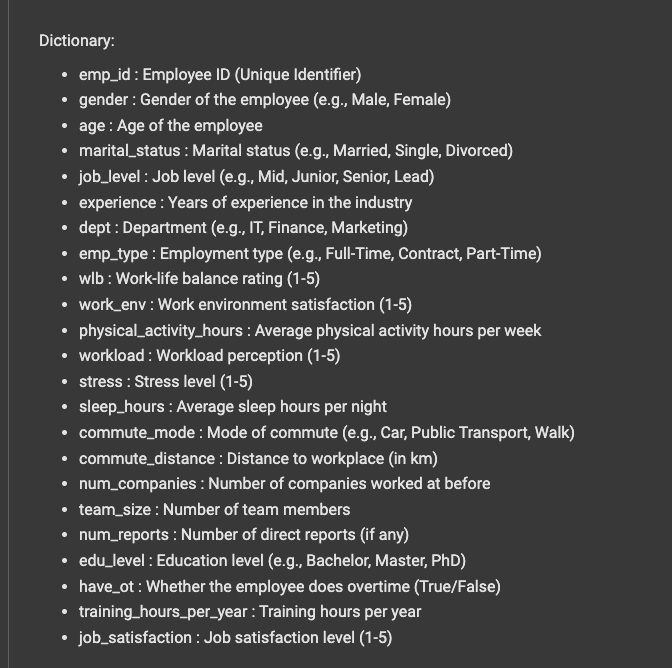 Dictionary:
• emp_id : Employee ID (Unique Identifier)
• gender : Gender of the employee (e.g., Male, Female)
• age : Age of the employee
• marital_status : Marital status (e.g., Married, Single, Divorced)
• job_level : Job level (e.g., Mid, Junior, Senior, Lead)
• experience : Years of experience in the industry
• dept : Department (e.g., IT, Finance, Marketing)
• emp_type : Employment type (e.g., Full-Time, Contract, Part-Time)
• wlb : Work-life balance rating (1-5)
• work_env : Work environment satisfaction (1-5)
• physical_activity_hours : Average physical activity hours per week
• workload : Workload perception (1-5)
• stress : Stress level (1-5)
• sleep_hours : Average sleep hours per night
• commute_mode : Mode of commute (e.g., Car, Public Transport, Walk)
• commute_distance : Distance to workplace (in km)
• num_companies : Number of companies worked at before
• team_size : Number of team members
• num_reports : Number of direct reports (if any)
• edu_level : Education level (e.g., Bachelor, Master, PhD)
• have_ot : Whether the employee does overtime (True/False)
• training_hours_per_year : Training hours per year
• job_satisfaction : Job satisfaction level (1-5)